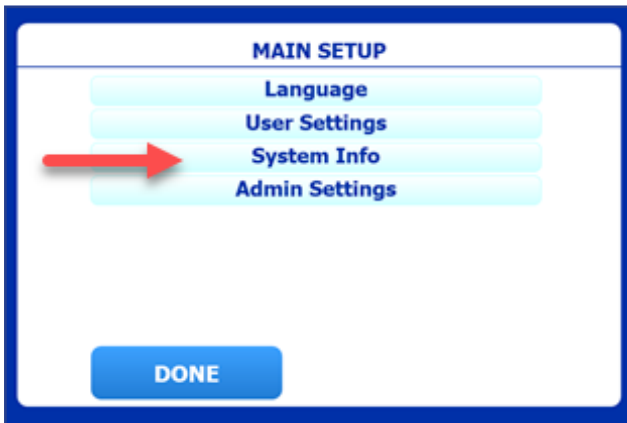 MAIN SETUP
Language
User Settings
System Info
Admin Settings
DONE